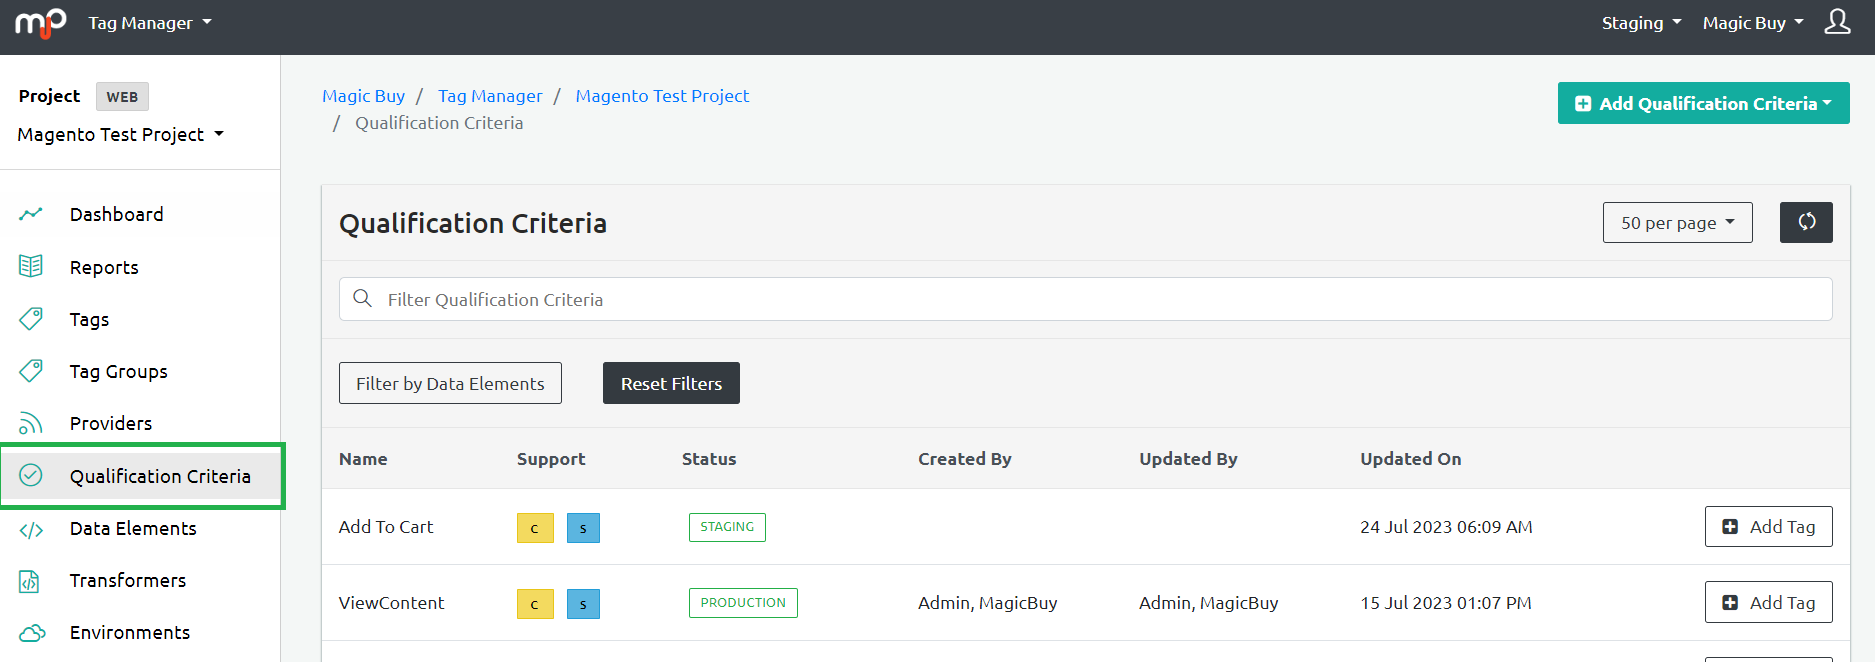 mp Tag Manager Staging Magic Buy
Project WEB
Magento Test Project
Dashboard
Reports
Tags
Tag Groups
Providers
Qualification Criteria
Data Elements
Transformers
Environments
Magic Buy / Tag Manager / Magento Test Project
/ Qualification Criteria
Add Qualification Criteria
Qualification Criteria
50 per page
Filter Qualification Criteria
Filter by Data Elements Reset Filters
Name Support Status Created By Updated By Updated On
Add To Cart c s STAGING 24 Jul 2023 06:09 AM Add Tag
ViewContent c s PRODUCTION Admin, MagicBuy Admin, MagicBuy 15 Jul 2023 01:07 PM Add Tag